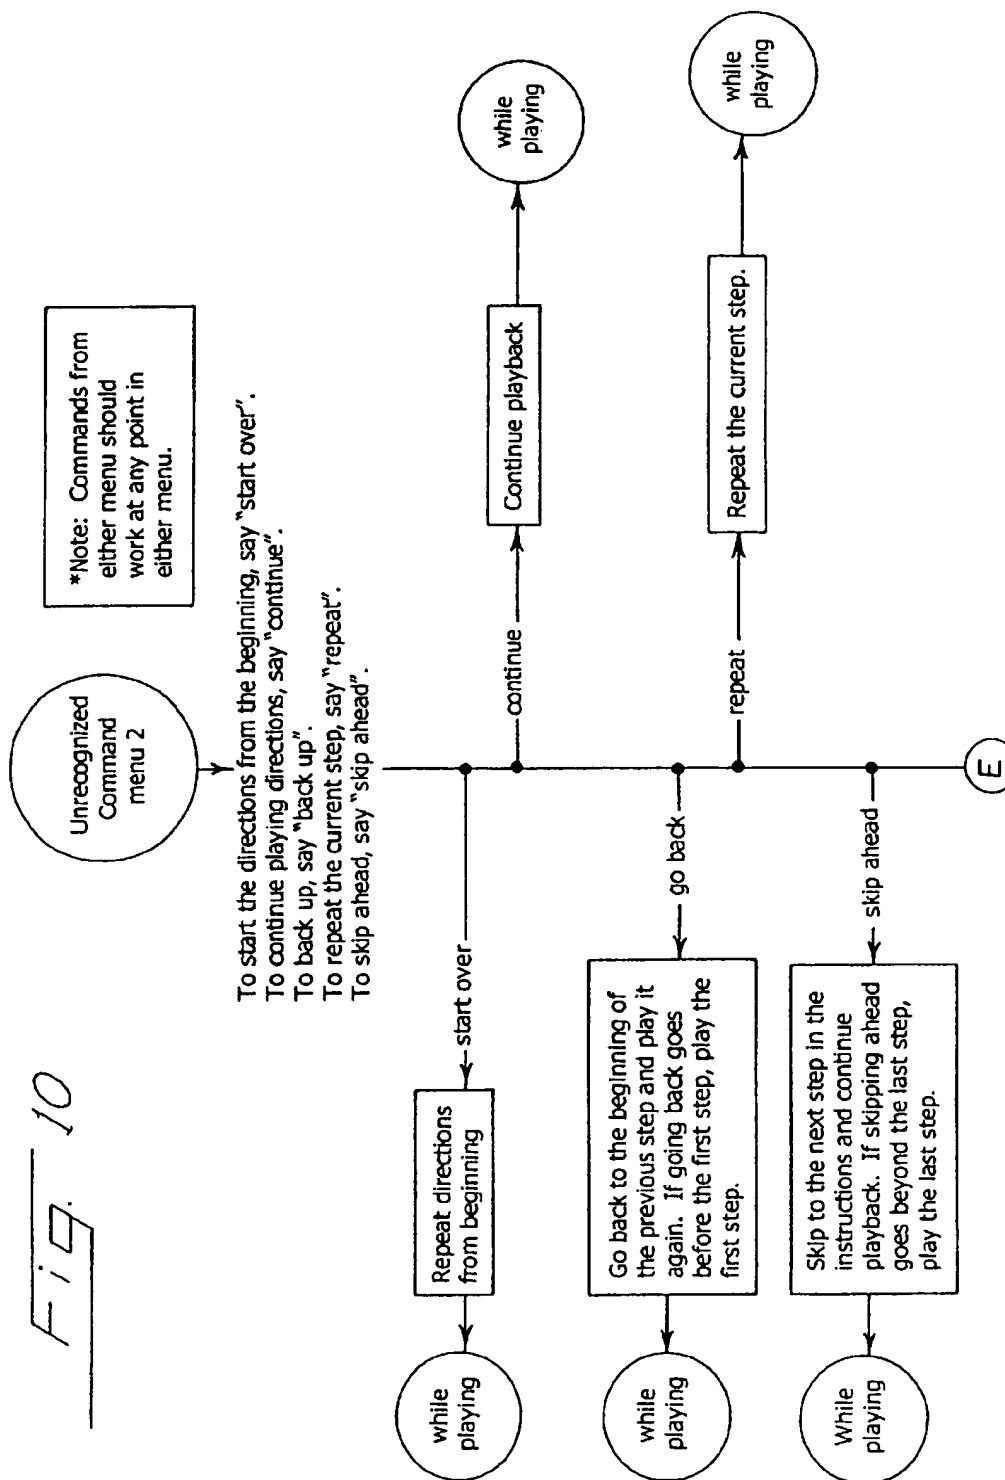 Fig. 10
Unrecognized
Command
menu 2
*Note: Commands from
either menu should
work at any point in
either menu.
To start the directions from the beginning, say "start over".
To continue playing directions, say "continue".
To back up, say "back up".
To repeat the current step, say "repeat".
To skip ahead, say "skip ahead".
start over
Repeat directions
from beginning
while
playing
continue
Continue playback
while
playing
go back
Go back to the beginning of
the previous step and play it
again. If going back goes
before the first step, play the
first step.
while
playing
repeat
Repeat the current step.
while
playing
skip ahead
Skip to the next step in the
instructions and continue
playback. If skipping ahead
goes beyond the last step,
play the last step.
While
playing
E